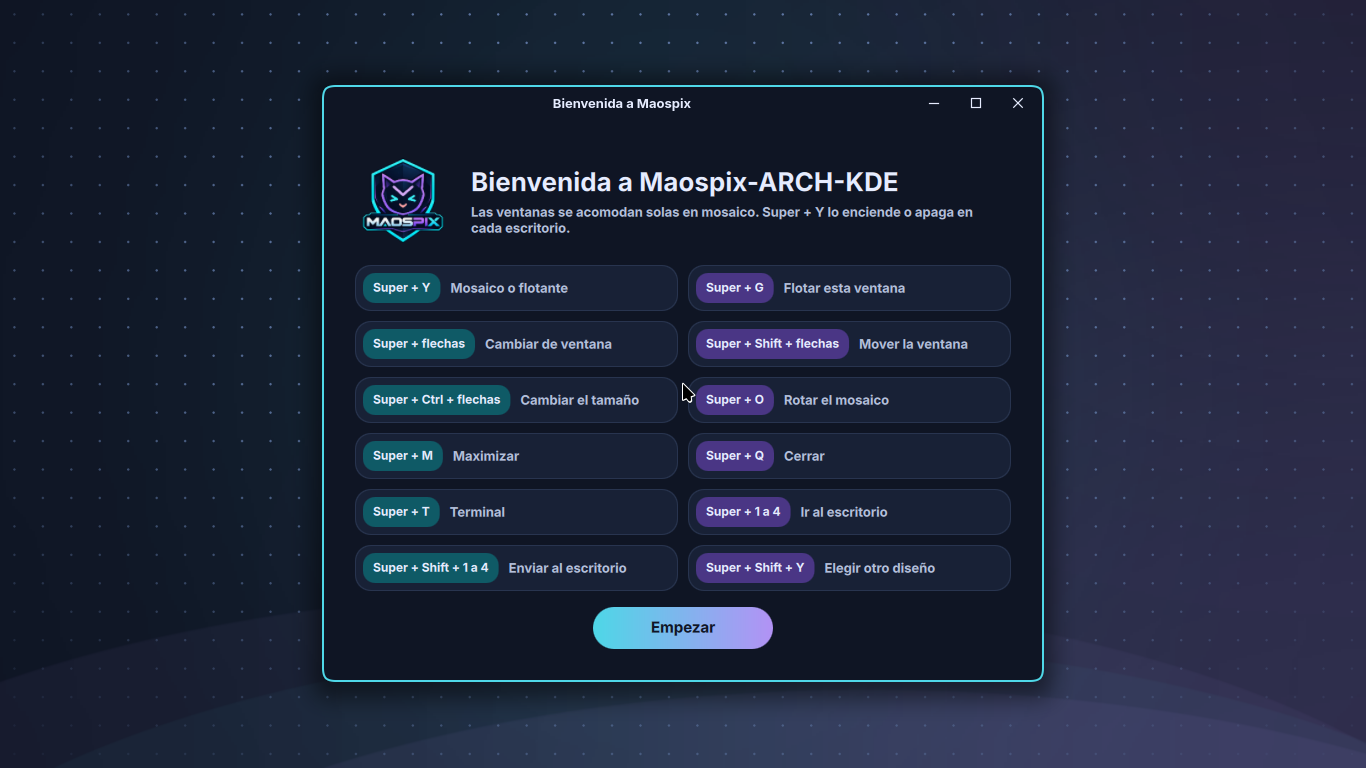 Bienvenida a Maospix
Bienvenida a Maospix-ARCH-KDE
Las ventanas se acomodan solas en mosaico. Super + Y lo enciende o apaga en
cada escritorio.
MAOSPIX
Super + Y Mosaico o flotante
Super + G Flotar esta ventana
Super + flechas Cambiar de ventana
Super + Shift + flechas Mover la ventana
Super + Ctrl + flechas Cambiar el tamaño
Super + O Rotar el mosaico
Super + M Maximizar
Super + Q Cerrar
Super + T Terminal
Super + 1 a 4 Ir al escritorio
Super + Shift + 1 a 4 Enviar al escritorio
Super + Shift + Y Elegir otro diseño
Empezar